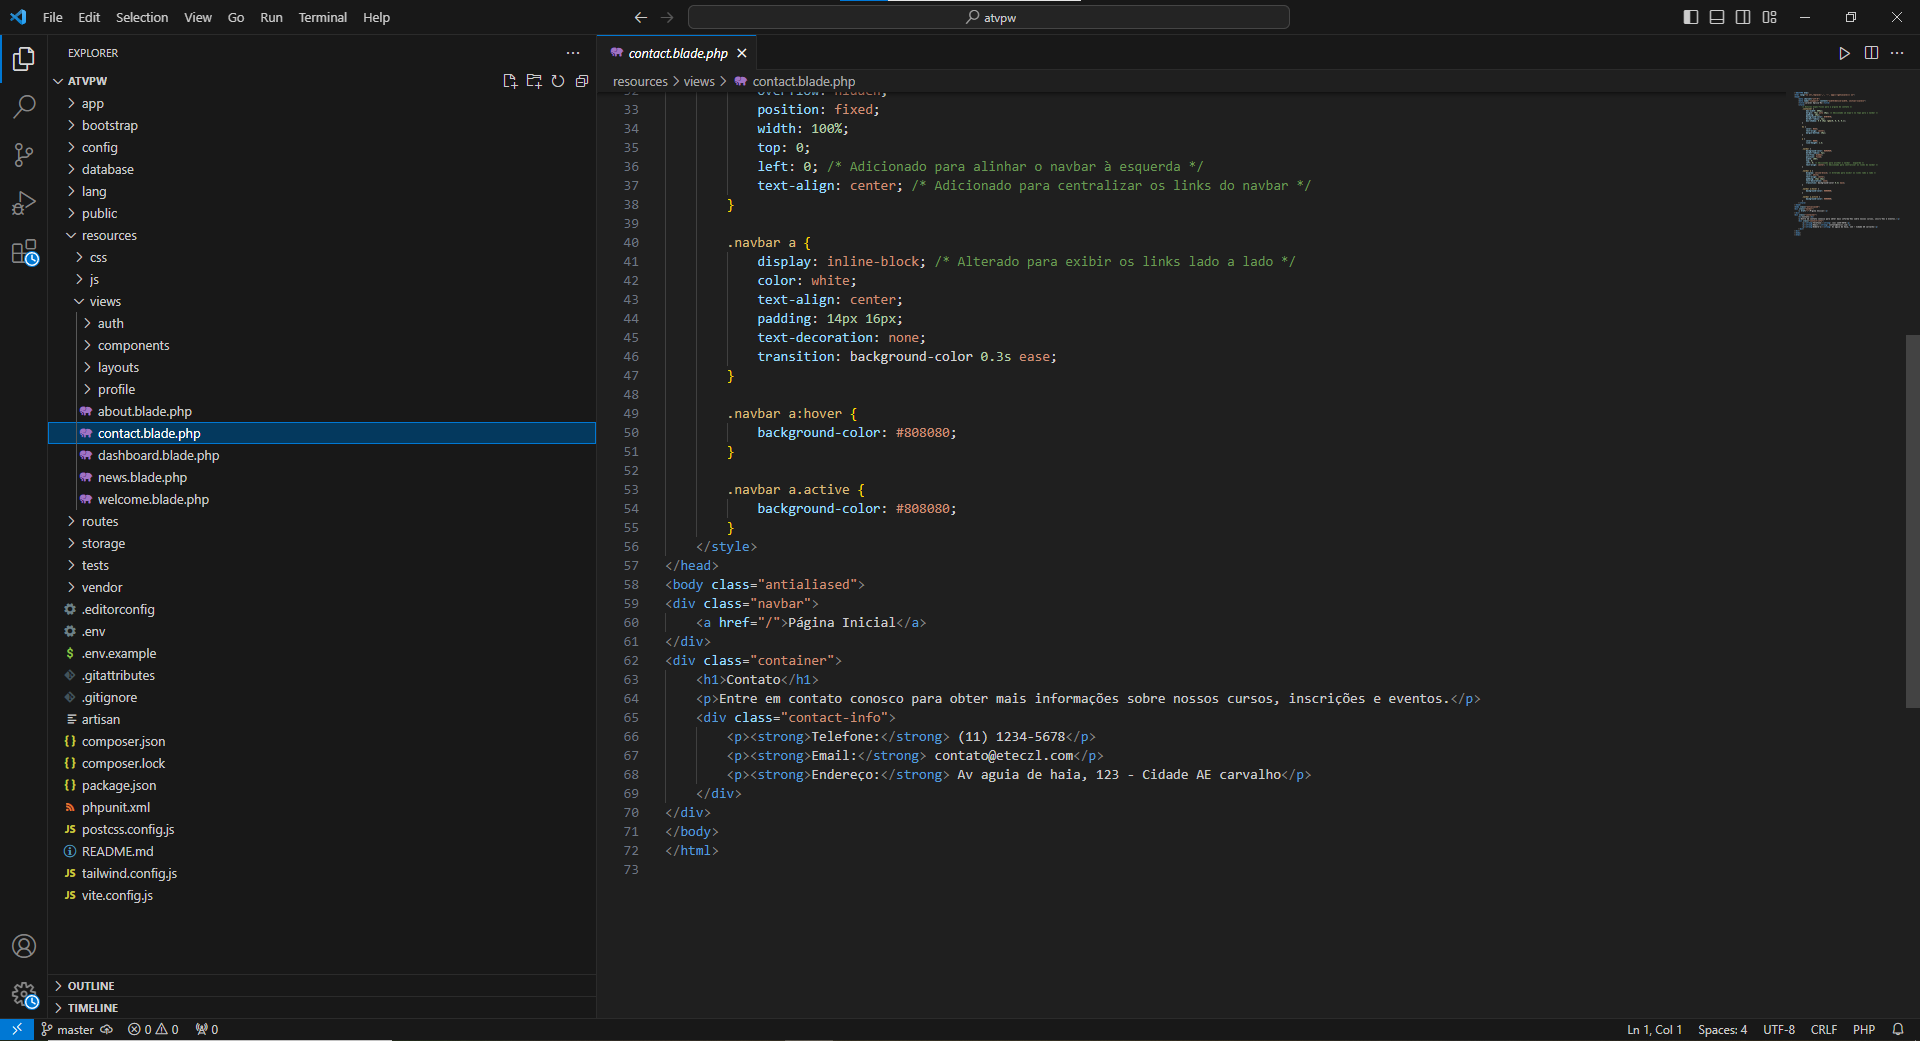 File Edit Selection View Go Run Terminal Help
atvpw
EXPLORER
ATVPW
app
bootstrap
config
database
lang
public
resources
css
js
views
auth
components
layouts
profile
about.blade.php
contact.blade.php
dashboard.blade.php
news.blade.php
welcome.blade.php
routes
storage
tests
vendor
.editorconfig
.env
$ .env.example
.gitattributes
.gitignore
artisan
{} composer.json
{} composer.lock
{} package.json
phpunit.xml
JS postcss.config.js
README.md
JS tailwind.config.js
JS vite.config.js
OUTLINE
TIMELINE
contact.blade.php
resources > views > contact.blade.php
32 overflow: hidden;
33 position: fixed;
34 width: 100%;
35 top: 0;
36 left: 0; /* Adicionado para alinhar o navbar à esquerda */
37 text-align: center; /* Adicionado para centralizar os links do navbar */
38 }
39
40 .navbar a {
41 display: inline-block; /* Alterado para exibir os links lado a lado */
42 color: white;
43 text-align: center;
44 padding: 14px 16px;
45 text-decoration: none;
46 transition: background-color 0.3s ease;
47 }
48
49 .navbar a:hover {
50 background-color: #808080;
51 }
52
53 .navbar a.active {
54 background-color: #808080;
55 }
56 </style>
57 </head>
58 <body class="antialiased">
59 <div class="navbar">
60 <a href="/">Página Inicial</a>
61 </div>
62 <div class="container">
63 <h1>Contato</h1>
64 <p>Entre em contato conosco para obter mais informações sobre nossos cursos, inscrições e eventos.</p>
65 <div class="contact-info">
66 <p><strong>Telefone:</strong> (11) 1234-5678</p>
67 <p><strong>Email:</strong> contato@eteczl.com</p>
68 <p><strong>Endereço:</strong> Av aguia de haia, 123 - Cidade AE carvalho</p>
69 </div>
70 </div>
71 </body>
72 </html>
73
master 0 0 0
Ln 1, Col 1 Spaces: 4 UTF-8 CRLF PHP